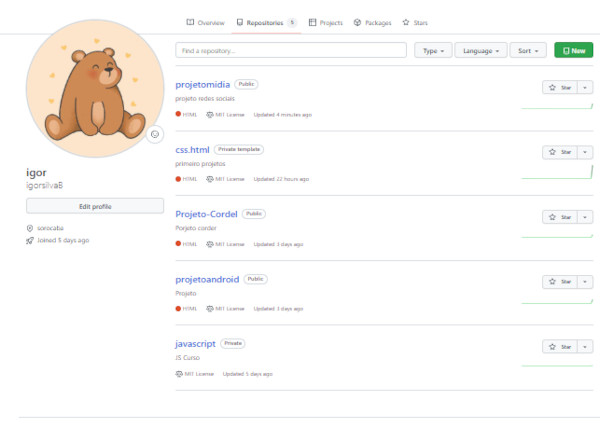 Overview Repositories 5 Projects Packages Stars
Find a repository...
Type Language Sort New
projetomidia Public Star
projeto redes sociais
HTML MIT License Updated 4 minutes ago
css.html Private template Star
primeiro projetos
HTML MIT License Updated 22 hours ago
igor
igorsilva8
Edit profile
sorocaba
Joined 5 days ago
Projeto-Cordel Public Star
Porjeto corder
HTML MIT License Updated 3 days ago
projetoandroid Public Star
Projeto
HTML MIT License Updated 3 days ago
javascript Private Star
JS Curso
MIT License Updated 5 days ago